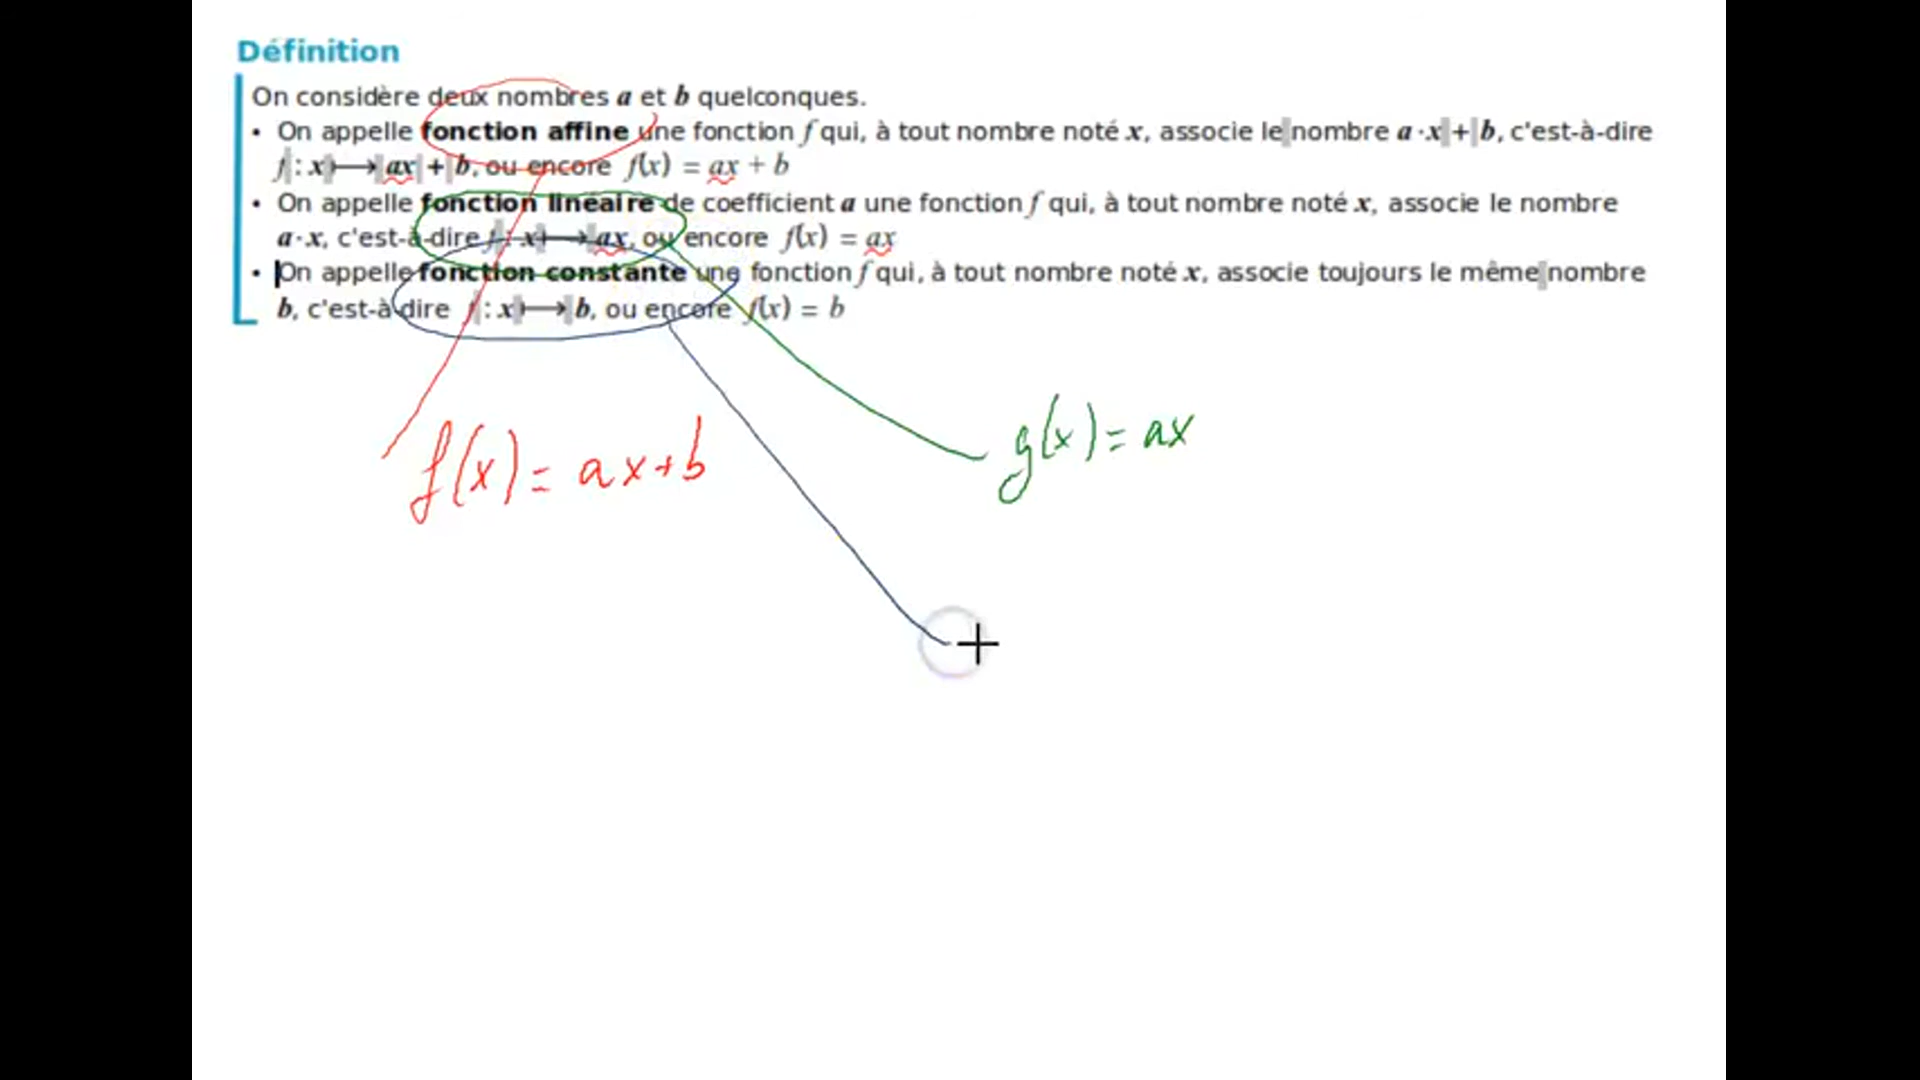 Définition
On considère deux nombres a et b quelconques.
• On appelle fonction affine une fonction f qui, à tout nombre noté x, associe le nombre a · x + b, c'est-à-dire
f : x ⟼ ax + b, ou encore f(x) = ax + b
• On appelle fonction linéaire de coefficient a une fonction f qui, à tout nombre noté x, associe le nombre
a · x, c'est-à-dire f : x ⟼ ax, ou encore f(x) = ax
• On appelle fonction constante une fonction f qui, à tout nombre noté x, associe toujours le même nombre
b, c'est-à-dire f : x ⟼ b, ou encore f(x) = b
f(x) = ax+b
g(x) = ax